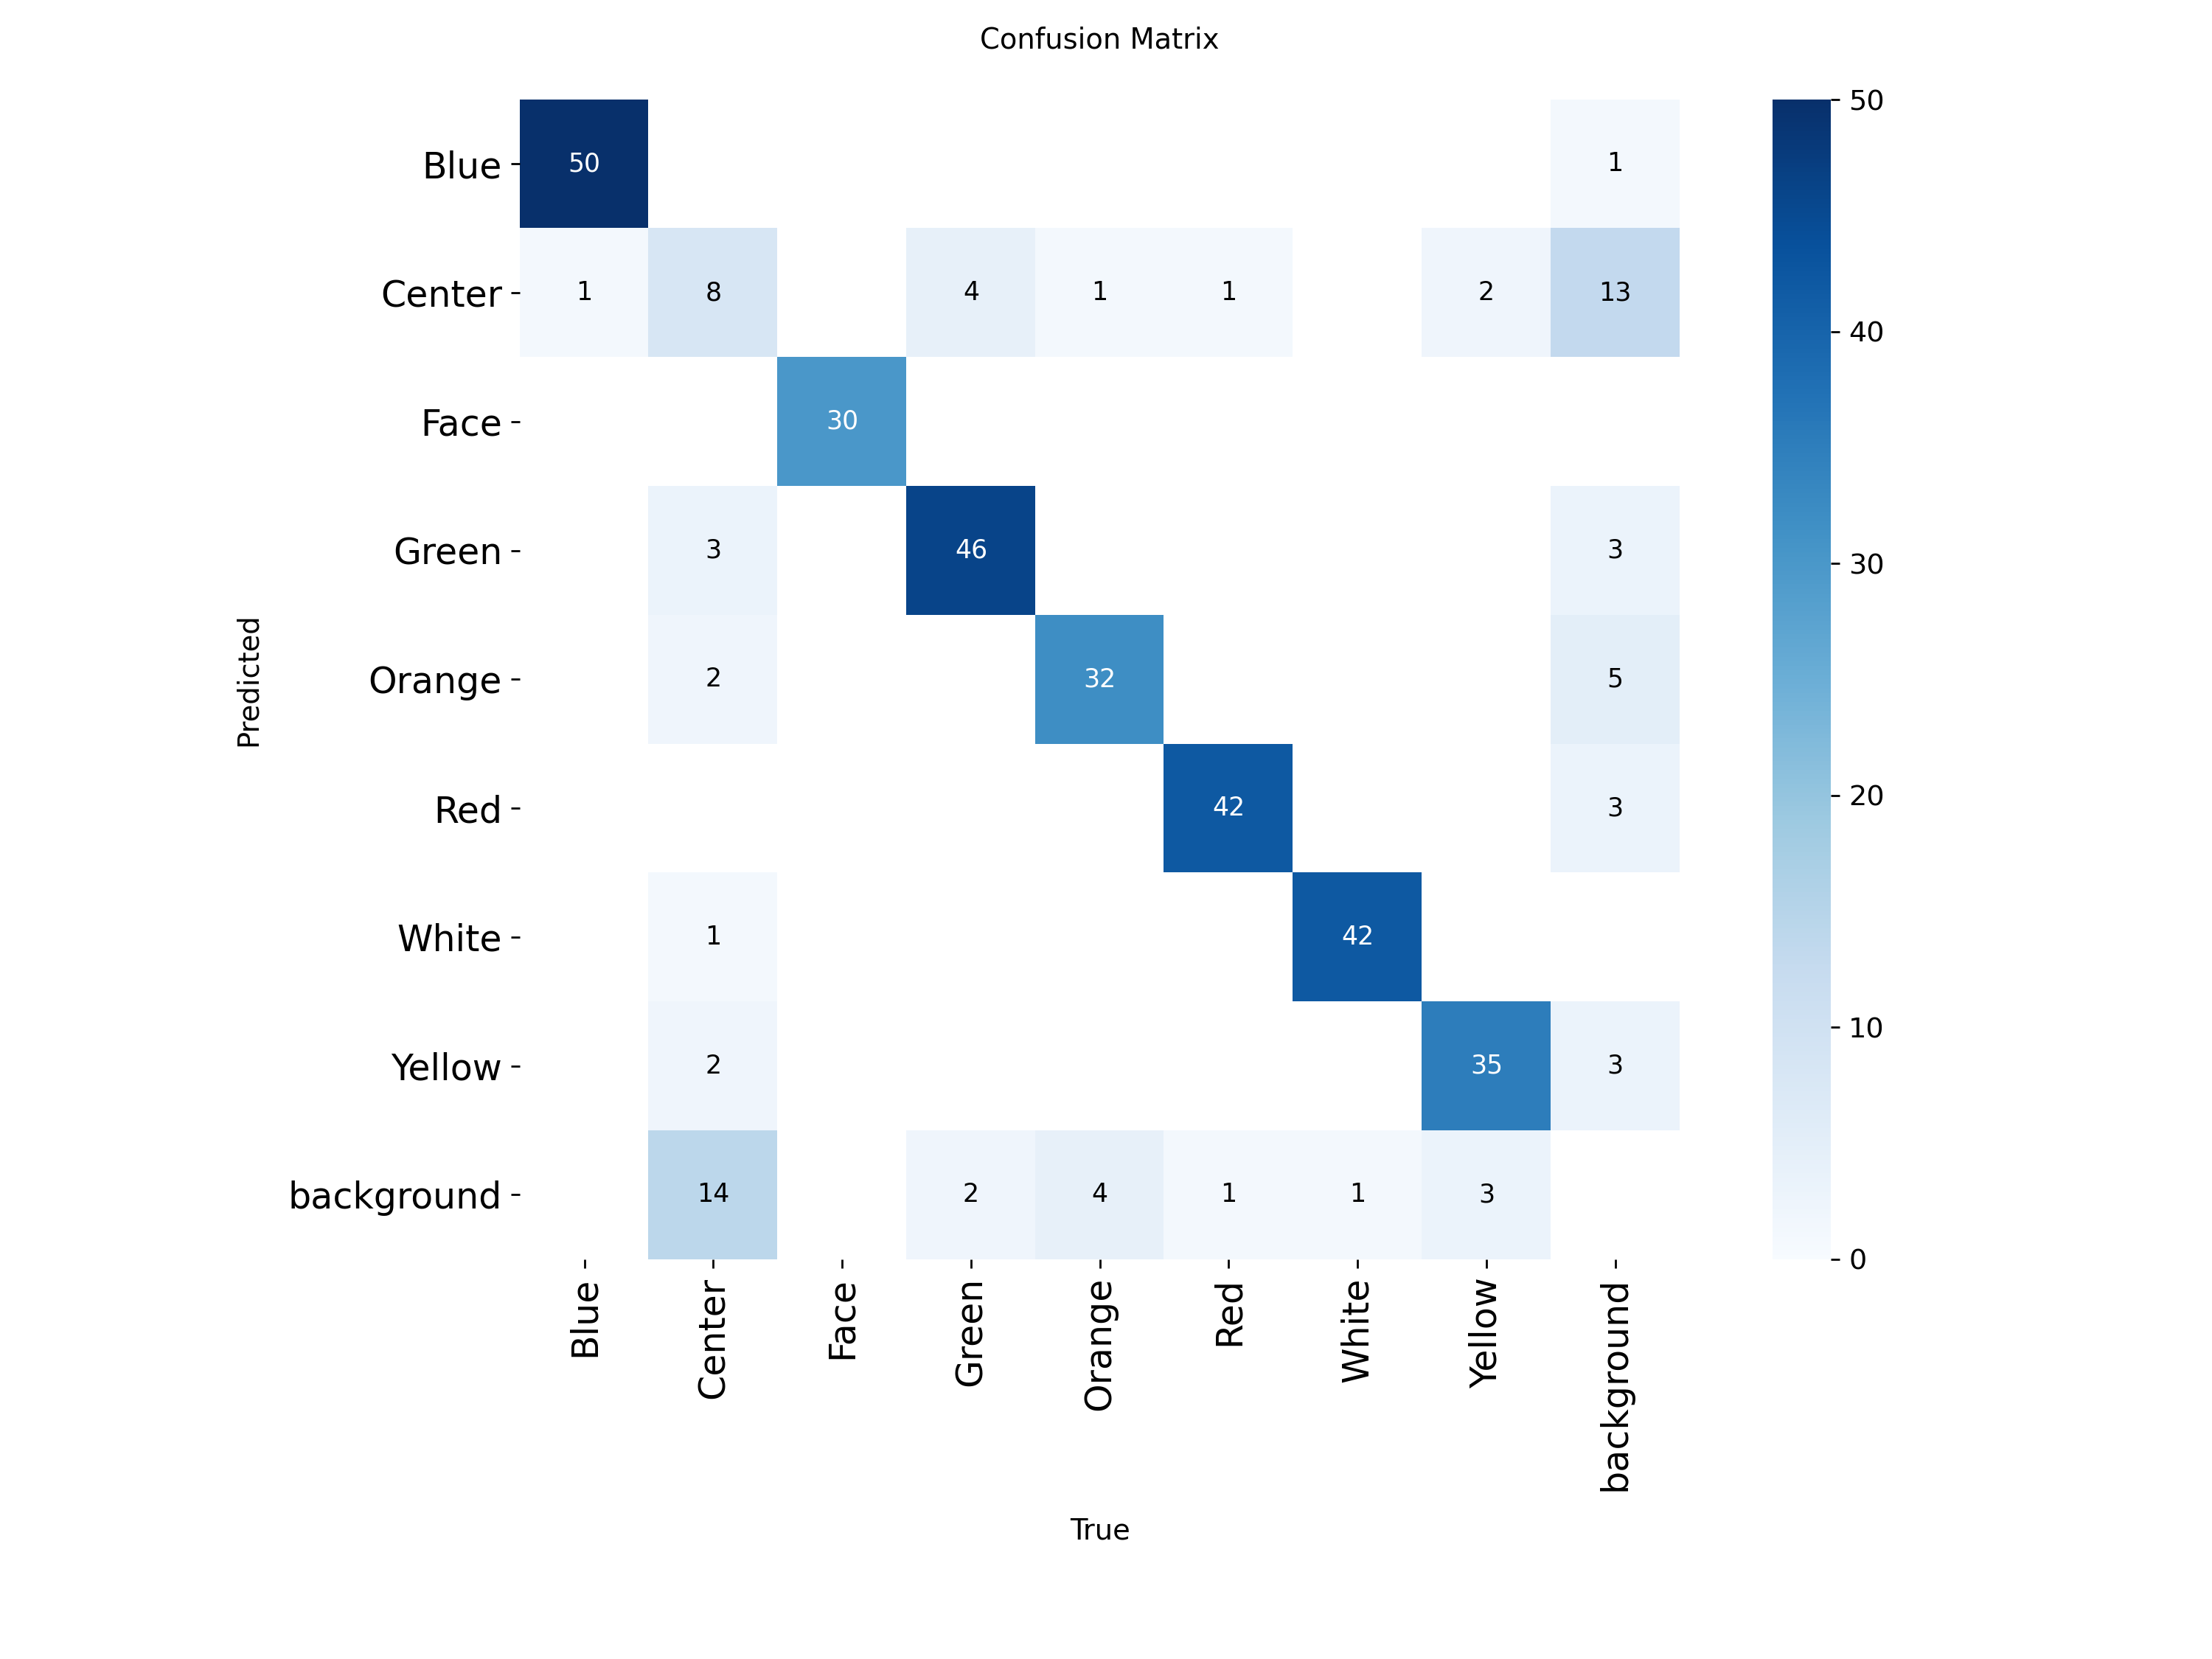 Confusion Matrix
Blue 50 1
Center 1 8 4 1 1 2 13
Face 30
Green 3 46 3
Orange 2 32 5
Red 42 3
White 1 42
Yellow 2 35 3
background 14 2 4 1 1 3
Predicted
Blue Center Face Green Orange Red White Yellow background
True
50
40
30
20
10
0